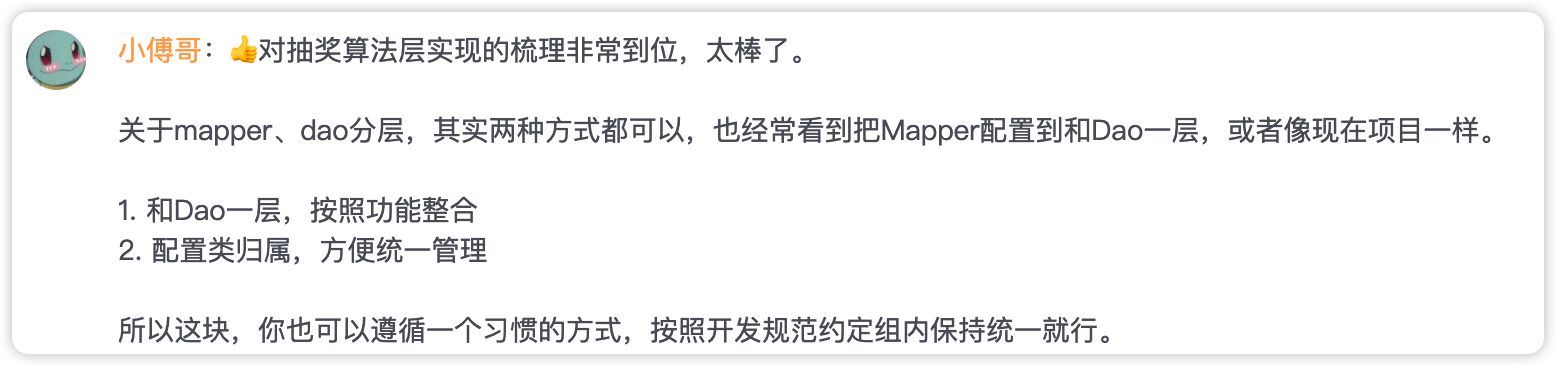 小傅哥：👍对抽奖算法层实现的梳理非常到位，太棒了。
关于mapper、dao分层，其实两种方式都可以，也经常看到把Mapper配置到和Dao一层，或者像现在项目一样。
1. 和Dao一层，按照功能整合
2. 配置类归属，方便统一管理
所以这块，你也可以遵循一个习惯的方式，按照开发规范约定组内保持统一就行。